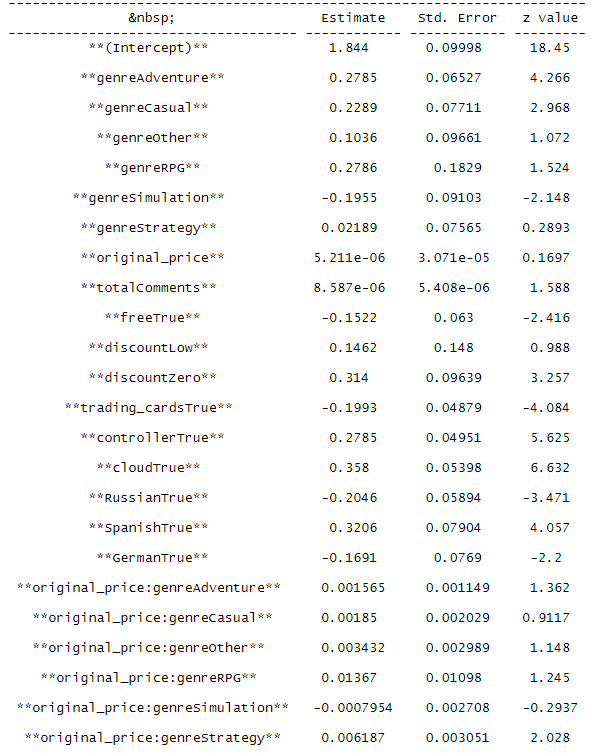 &nbsp; Estimate Std. Error z value
**(Intercept)** 1.844 0.09998 18.45
**genreAdventure** 0.2785 0.06527 4.266
**genreCasual** 0.2289 0.07711 2.968
**genreOther** 0.1036 0.09661 1.072
**genreRPG** 0.2786 0.1829 1.524
**genreSimulation** -0.1955 0.09103 -2.148
**genreStrategy** 0.02189 0.07565 0.2893
**original_price** 5.211e-06 3.071e-05 0.1697
**totalComments** 8.587e-06 5.408e-06 1.588
**freeTrue** -0.1522 0.063 -2.416
**discountLow** 0.1462 0.148 0.988
**discountZero** 0.314 0.09639 3.257
**trading_cardsTrue** -0.1993 0.04879 -4.084
**controllerTrue** 0.2785 0.04951 5.625
**cloudTrue** 0.358 0.05398 6.632
**RussianTrue** -0.2046 0.05894 -3.471
**SpanishTrue** 0.3206 0.07904 4.057
**GermanTrue** -0.1691 0.0769 -2.2
**original_price:genreAdventure** 0.001565 0.001149 1.362
**original_price:genreCasual** 0.00185 0.002029 0.9117
**original_price:genreOther** 0.003432 0.002989 1.148
**original_price:genreRPG** 0.01367 0.01098 1.245
**original_price:genreSimulation** -0.0007954 0.002708 -0.2937
**original_price:genreStrategy** 0.006187 0.003051 2.028